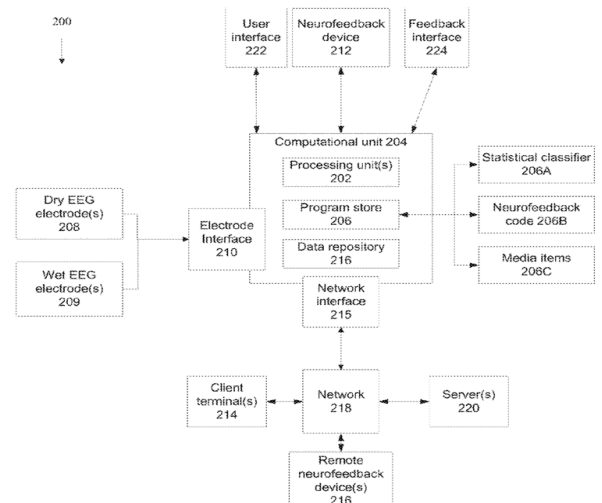 200
User
interface
222
Neurofeedback
device
212
Feedback
interface
224
Computational unit 204
Processing unit(s)
202
Program store
206
Data repository
216
Statistical classifier
206A
Neurofeedback
code 206B
Media items
206C
Dry EEG
electrode(s)
208
Wet EEG
electrode(s)
209
Electrode
Interface
210
Network
interface
215
Client
terminal(s)
214
Network
218
Server(s)
220
Remote
neurofeedback
device(s)
216